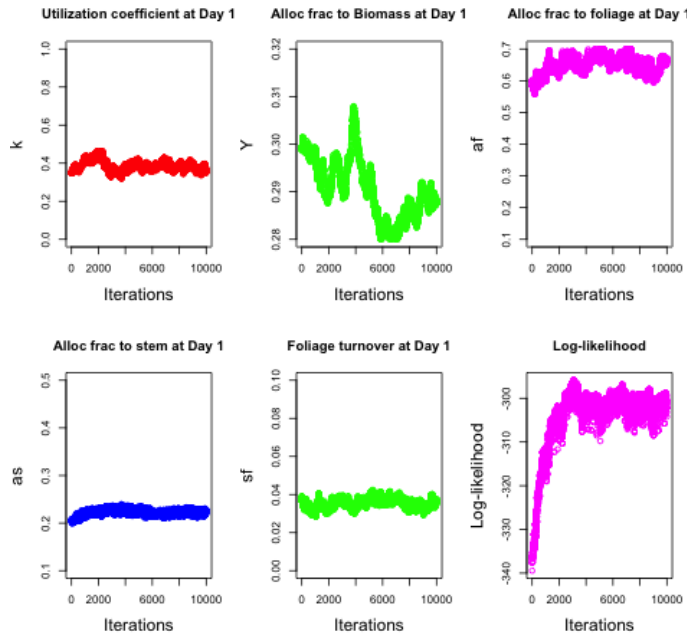 Utilization coefficient at Day 1
k
1.0
0.8
0.6
0.4
0.2
0.0
0 2000 6000 10000
Iterations
Alloc frac to Biomass at Day 1
Y
0.32
0.31
0.30
0.29
0.28
0 2000 6000 10000
Iterations
Alloc frac to foliage at Day 1
af
0.7
0.6
0.5
0.4
0.3
0.2
0.1
0 2000 6000 10000
Iterations
Alloc frac to stem at Day 1
as
0.5
0.4
0.3
0.2
0.1
0 2000 6000 10000
Iterations
Foliage turnover at Day 1
sf
0.10
0.08
0.06
0.04
0.02
0.00
0 2000 6000 10000
Iterations
Log-likelihood
Log-likelihood
-300
-310
-320
-330
-340
0 2000 6000 10000
Iterations